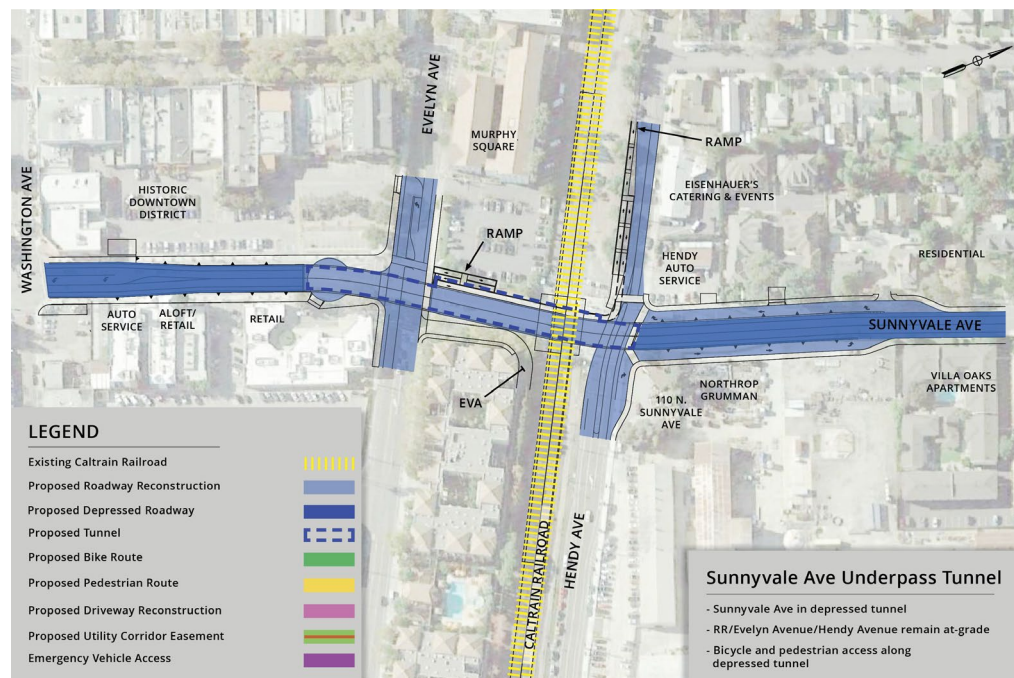 EVELYN AVE
MURPHY
SQUARE
RAMP
WASHINGTON AVE
HISTORIC
DOWNTOWN
DISTRICT
EISENHAUER'S
CATERING & EVENTS
RAMP
HENDY
AUTO
SERVICE
RESIDENTIAL
AUTO
SERVICE
ALOFT/
RETAIL
RETAIL
SUNNYVALE AVE
EVA
110 N.
SUNNYVALE
AVE
NORTHROP
GRUMMAN
VILLA OAKS
APARTMENTS
CALTRAIN RAILROAD
HENDY AVE
LEGEND
Existing Caltrain Railroad
Proposed Roadway Reconstruction
Proposed Depressed Roadway
Proposed Tunnel
Proposed Bike Route
Proposed Pedestrian Route
Proposed Driveway Reconstruction
Proposed Utility Corridor Easement
Emergency Vehicle Access
Sunnyvale Ave Underpass Tunnel
- Sunnyvale Ave in depressed tunnel
- RR/Evelyn Avenue/Hendy Avenue remain at-grade
- Bicycle and pedestrian access along
depressed tunnel